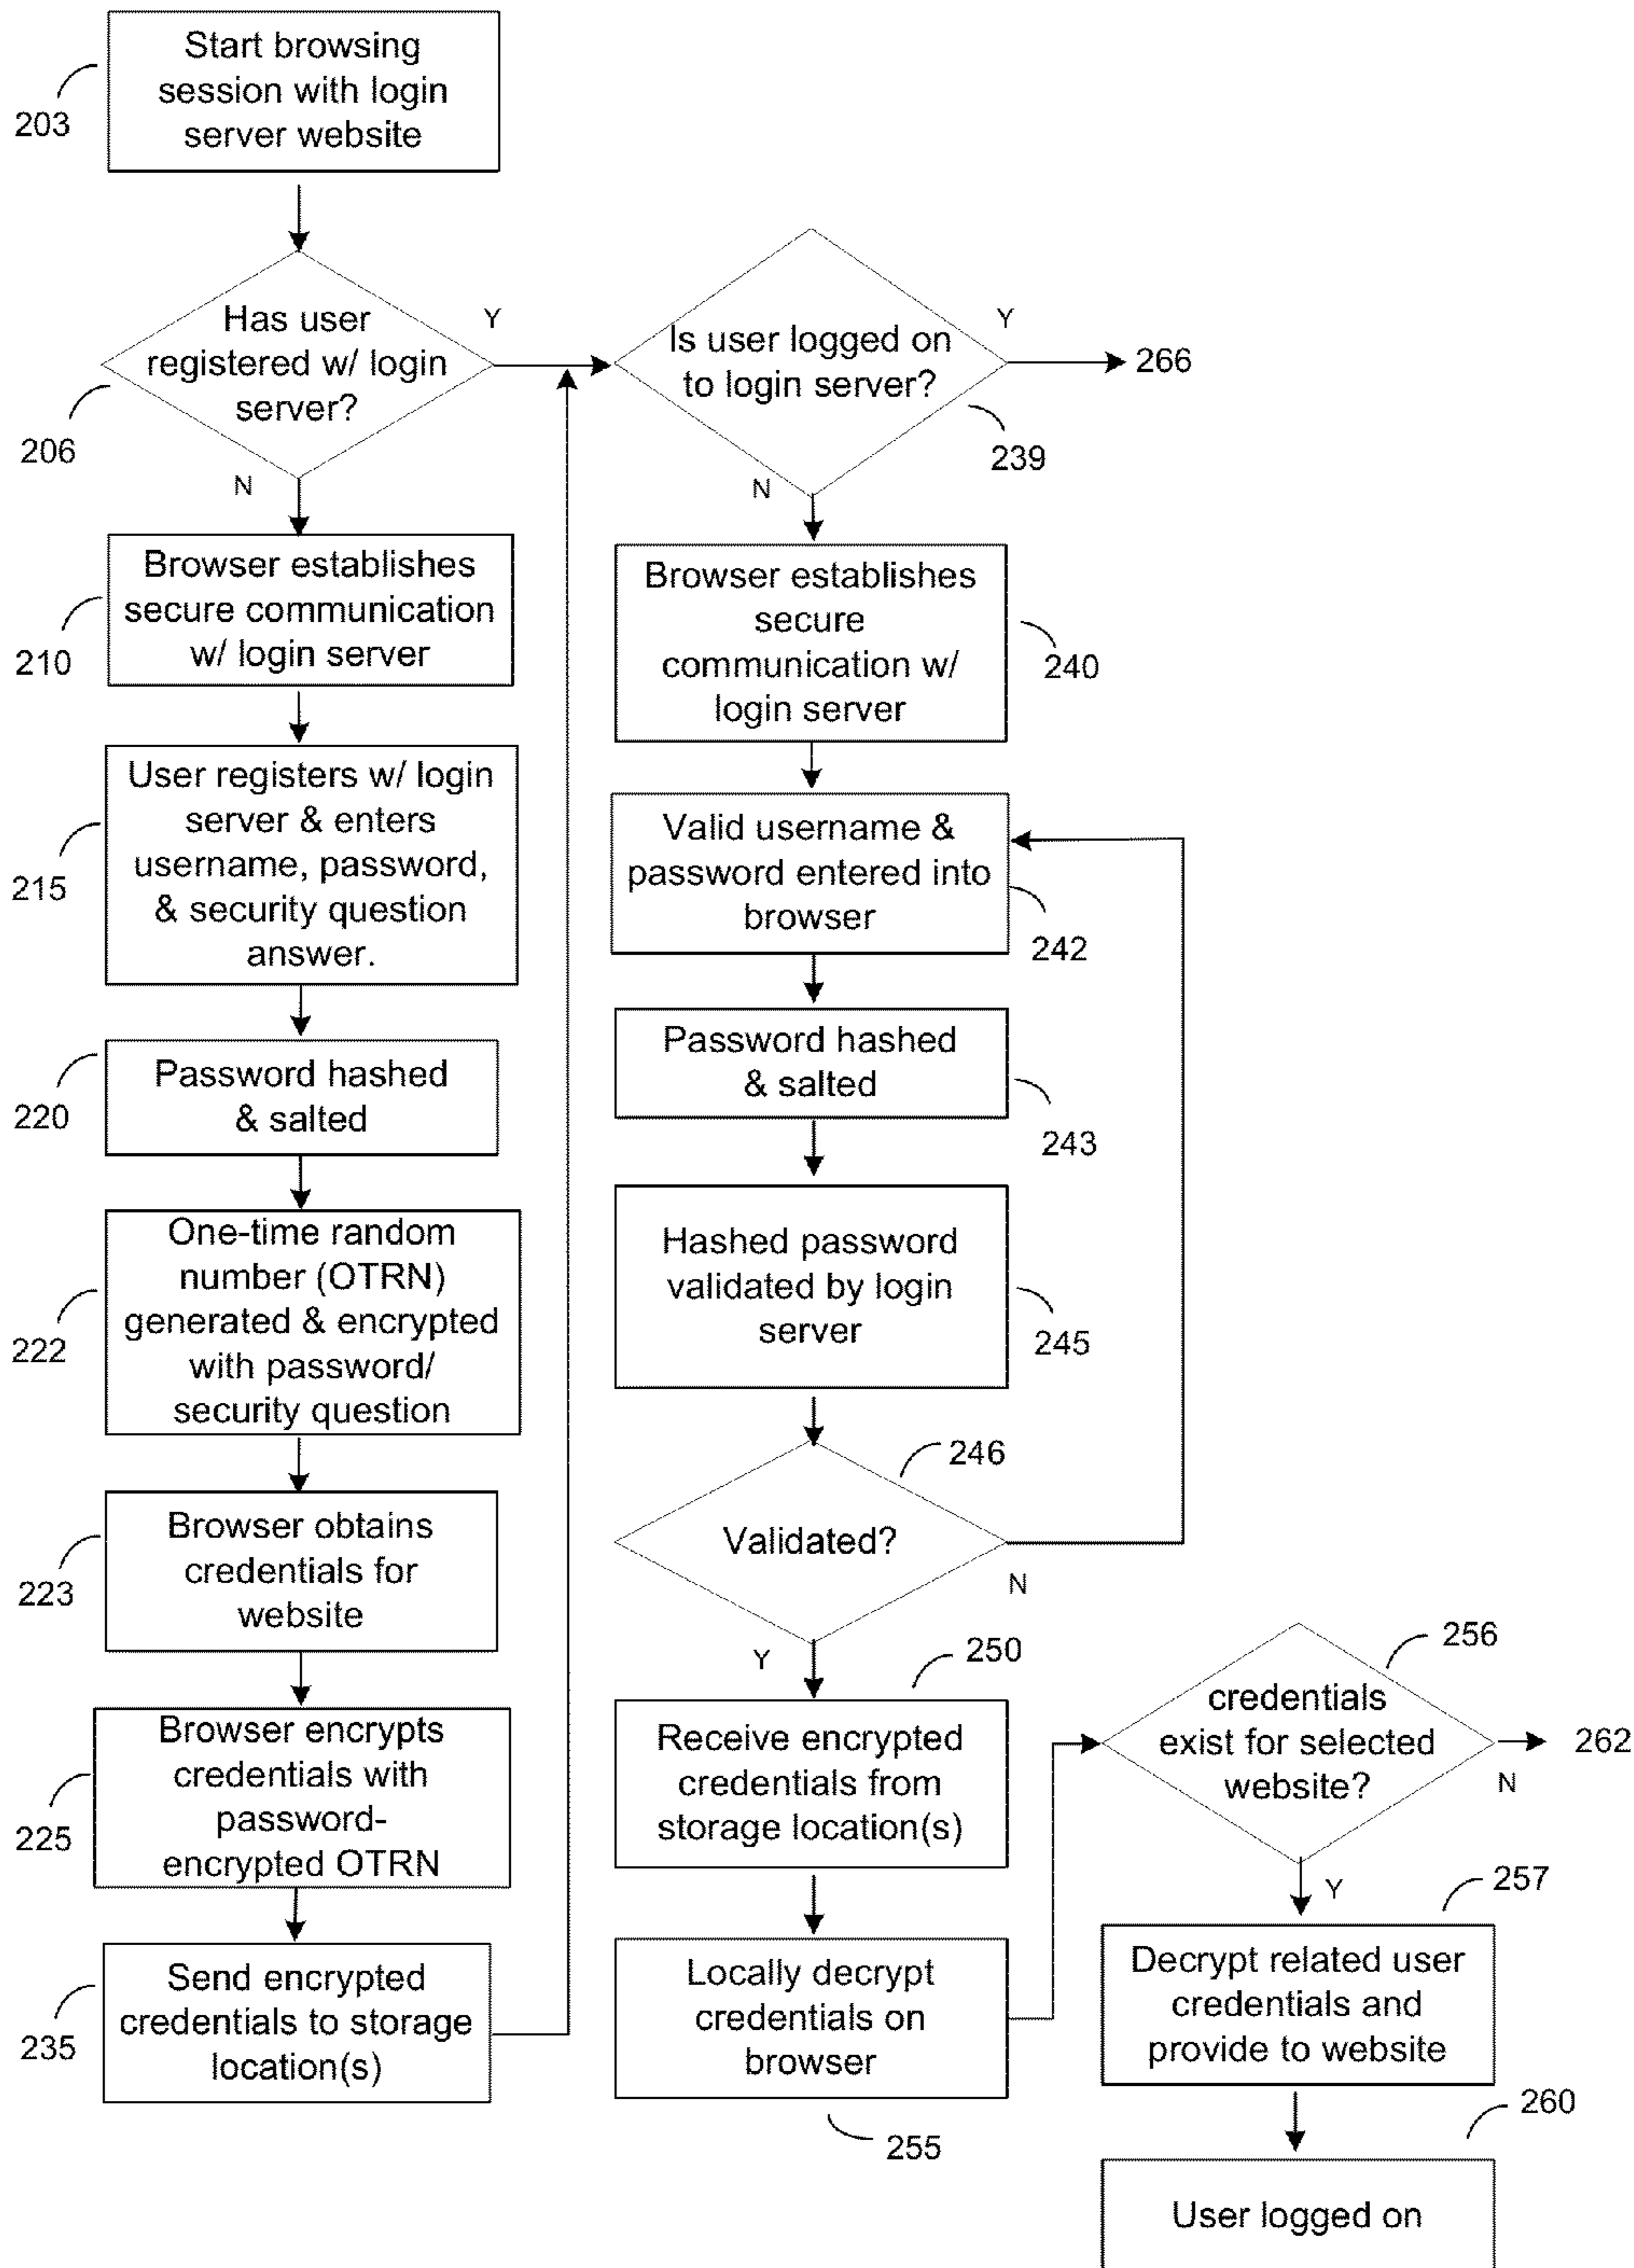 Start browsing
session with login
server website
203
Has user
registered w/ login
server?
Y
206
N
Browser establishes
secure communication
w/ login server
210
User registers w/ login
server & enters
username, password,
& security question
answer.
215
Password hashed
& salted
220
One-time random
number (OTRN)
generated & encrypted
with password/
security question
222
Browser obtains
credentials for
website
223
Browser encrypts
credentials with
password-
encrypted OTRN
225
Send encrypted
credentials to storage
location(s)
235
Is user logged on
to login server?
Y
266
239
N
Browser establishes
secure
communication w/
login server
240
Valid username &
password entered into
browser
242
Password hashed
& salted
243
Hashed password
validated by login
server
245
246
Validated?
N
Y
250
Receive encrypted
credentials from
storage location(s)
Locally decrypt
credentials on
browser
255
256
credentials
exist for selected
website?
262
N
Y
257
Decrypt related user
credentials and
provide to website
260
User logged on